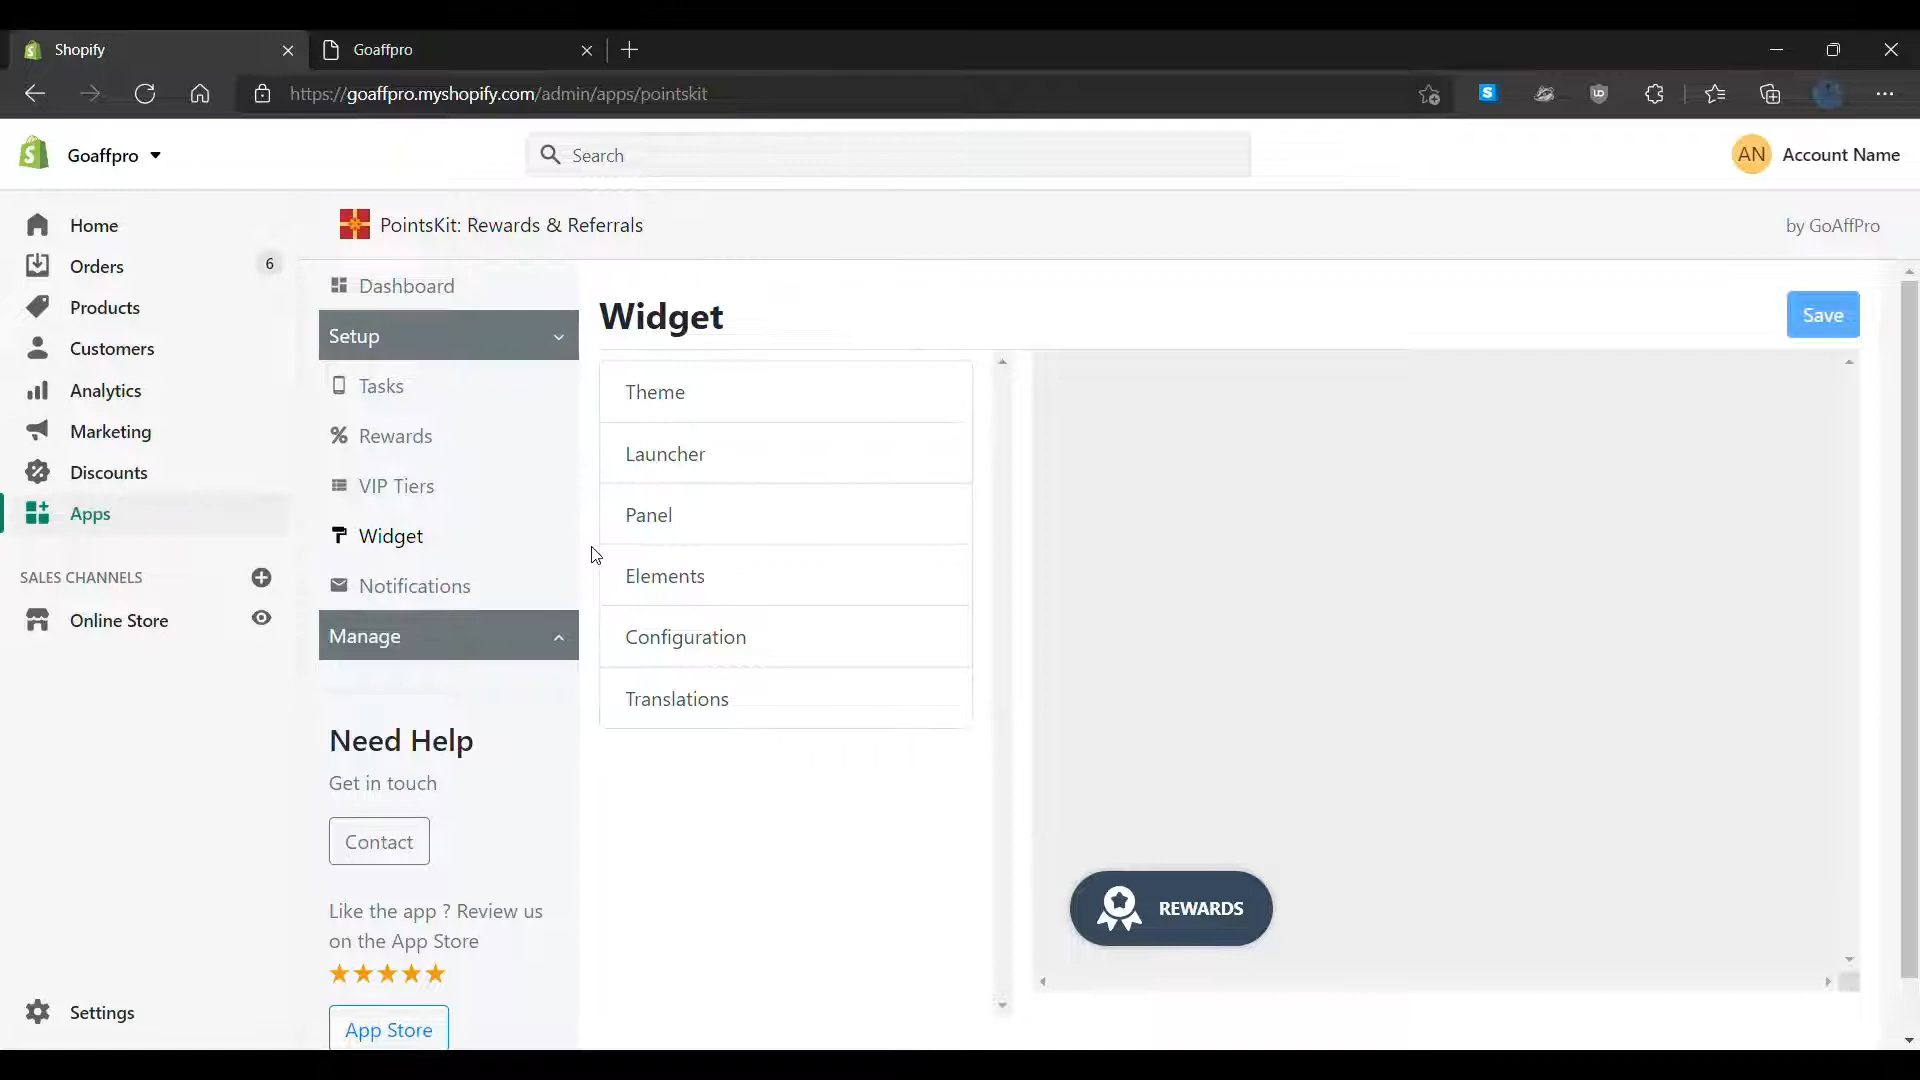 Shopify
Goaffpro
https://goaffpro.myshopify.com/admin/apps/pointskit
Goaffpro
Search
AN Account Name
Home
Orders 6
Products
Customers
Analytics
Marketing
Discounts
Apps
SALES CHANNELS
Online Store
Settings
PointsKit: Rewards & Referrals
by GoAffPro
Dashboard
Setup
Tasks
Rewards
VIP Tiers
Widget
Notifications
Manage
Need Help
Get in touch
Contact
Like the app ? Review us
on the App Store
App Store
Widget
Save
Theme
Launcher
Panel
Elements
Configuration
Translations
REWARDS